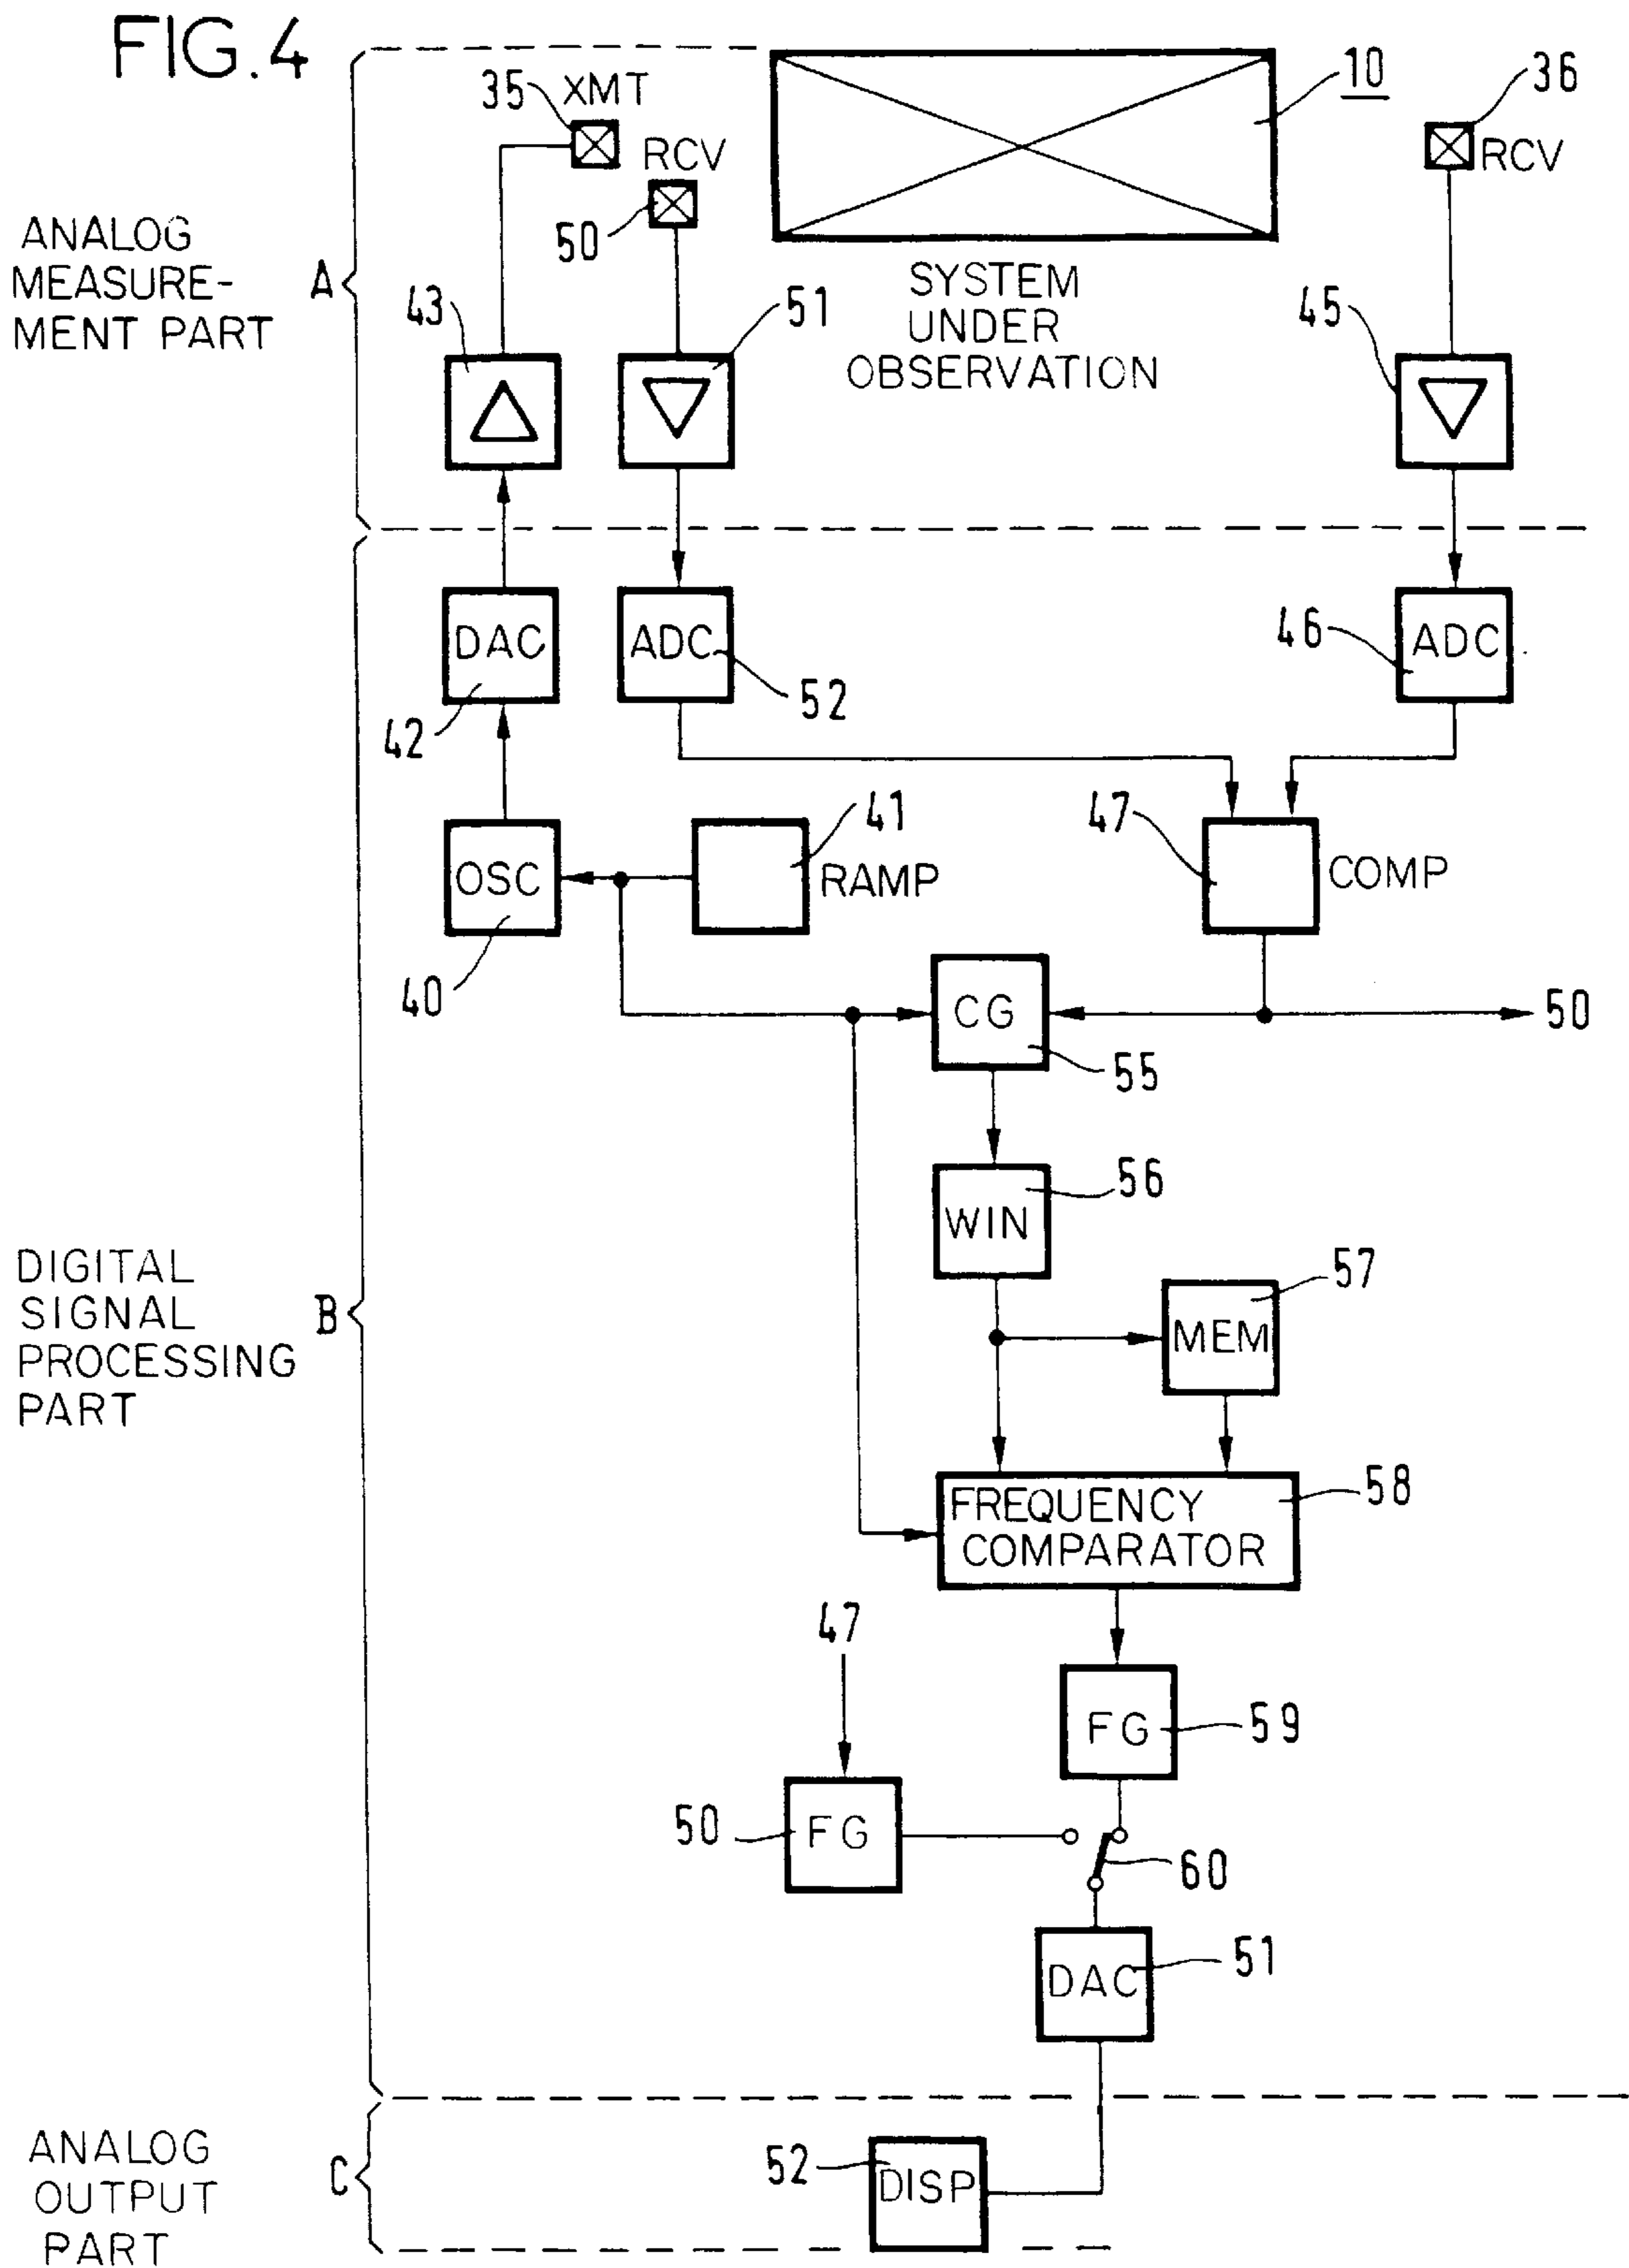 FIG.4
35 XMT
RCV
50
10
36
RCV
ANALOG
MEASURE-
MENT PART
A
43
51
SYSTEM
UNDER
OBSERVATION
45
DAC
42
ADC
52
46
ADC
OSC
40
41
RAMP
47
COMP
CG
55
50
WIN
56
57
MEM
DIGITAL
SIGNAL
PROCESSING
PART
B
FREQUENCY
COMPARATOR
58
47
FG
59
50
FG
60
DAC
51
ANALOG
OUTPUT
PART
C
52
DISP